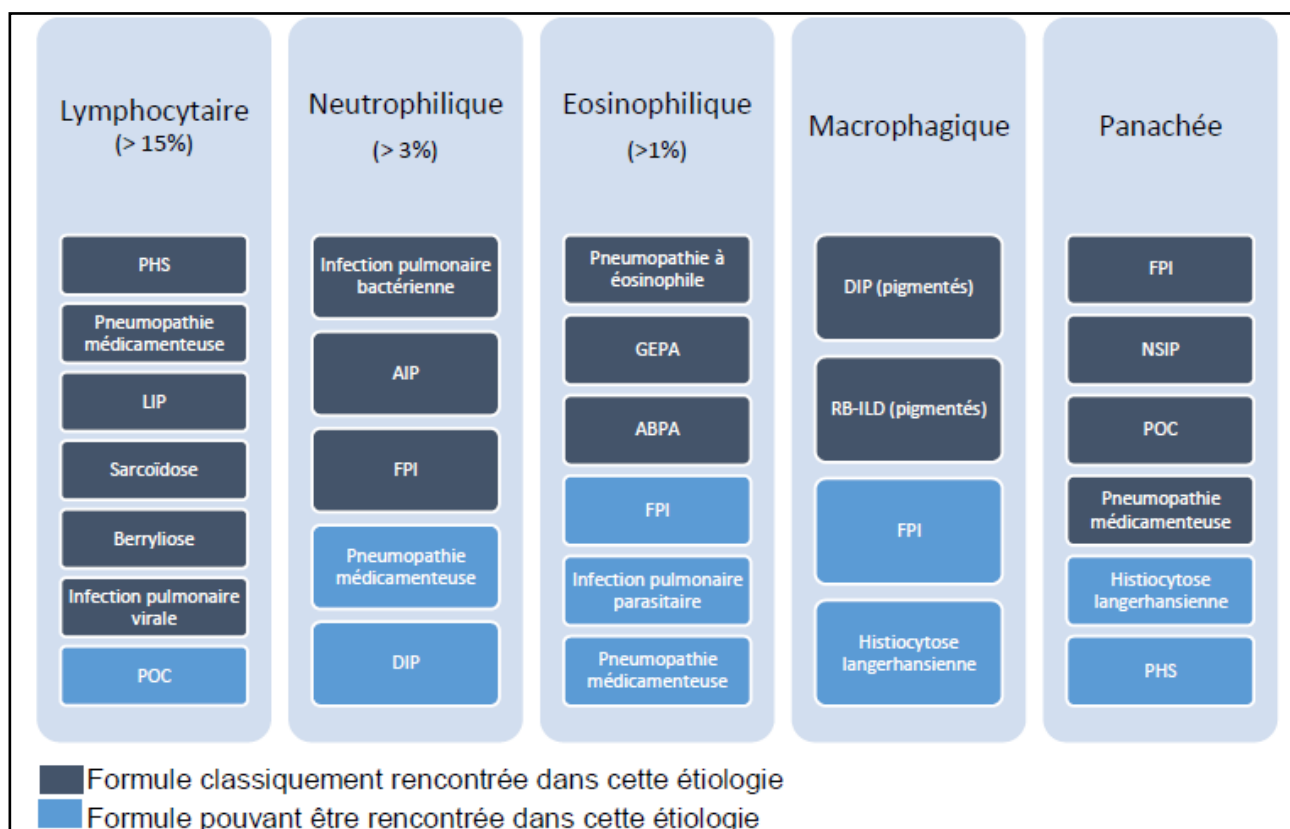 Lymphocytaire
(> 15%)
PHS
Pneumopathie
médicamenteuse
LIP
Sarcoïdose
Berryliose
Infection pulmonaire
virale
POC
Neutrophilique
(> 3%)
Infection pulmonaire
bactérienne
AIP
FPI
Pneumopathie
médicamenteuse
DIP
Eosinophilique
(>1%)
Pneumopathie à
éosinophile
GEPA
ABPA
FPI
Infection pulmonaire
parasitaire
Pneumopathie
médicamenteuse
Macrophagique
DIP (pigmentés)
RB-ILD (pigmentés)
FPI
Histiocytose
langerhansienne
Panachée
FPI
NSIP
POC
Pneumopathie
médicamenteuse
Histiocytose
langerhansienne
PHS
Formule classiquement rencontrée dans cette étiologie
Formule pouvant être rencontrée dans cette étiologie